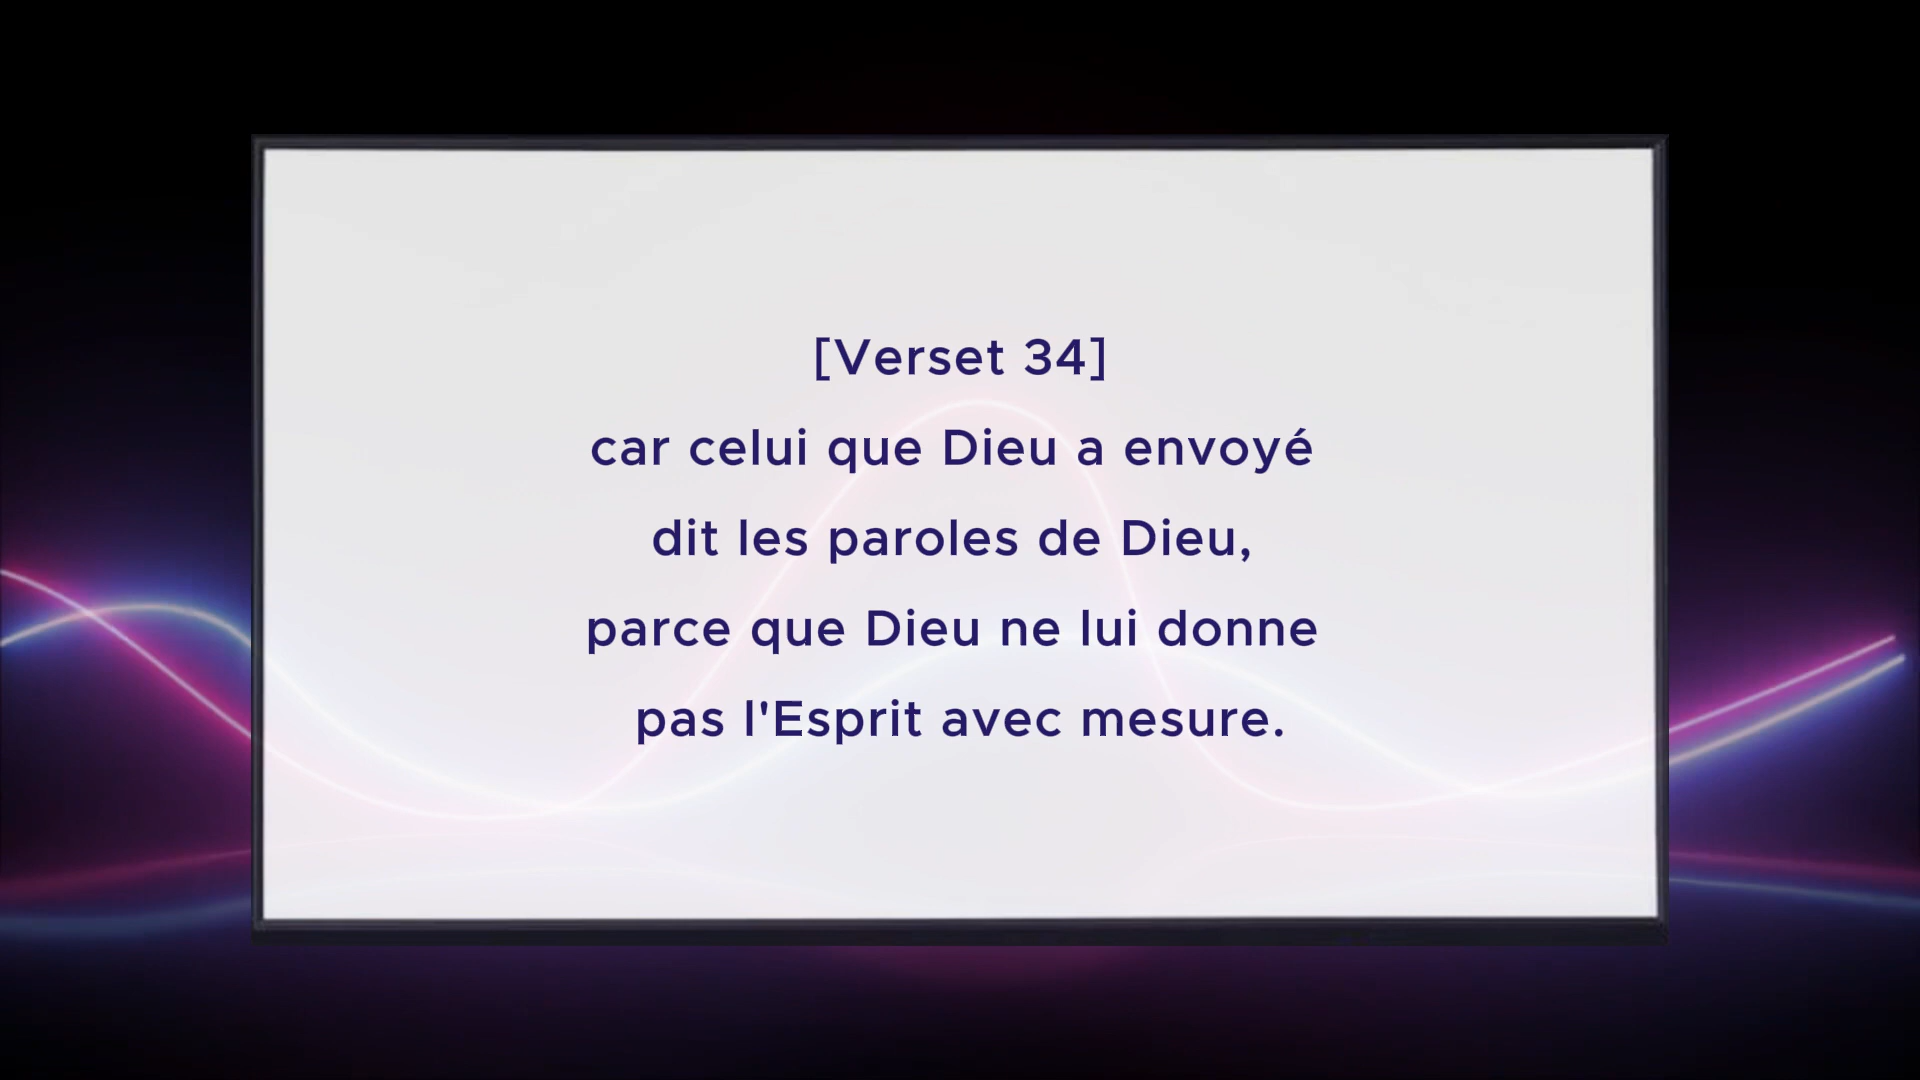 [Verset 34]
car celui que Dieu a envoyé
dit les paroles de Dieu,
parce que Dieu ne lui donne
pas l'Esprit avec mesure.